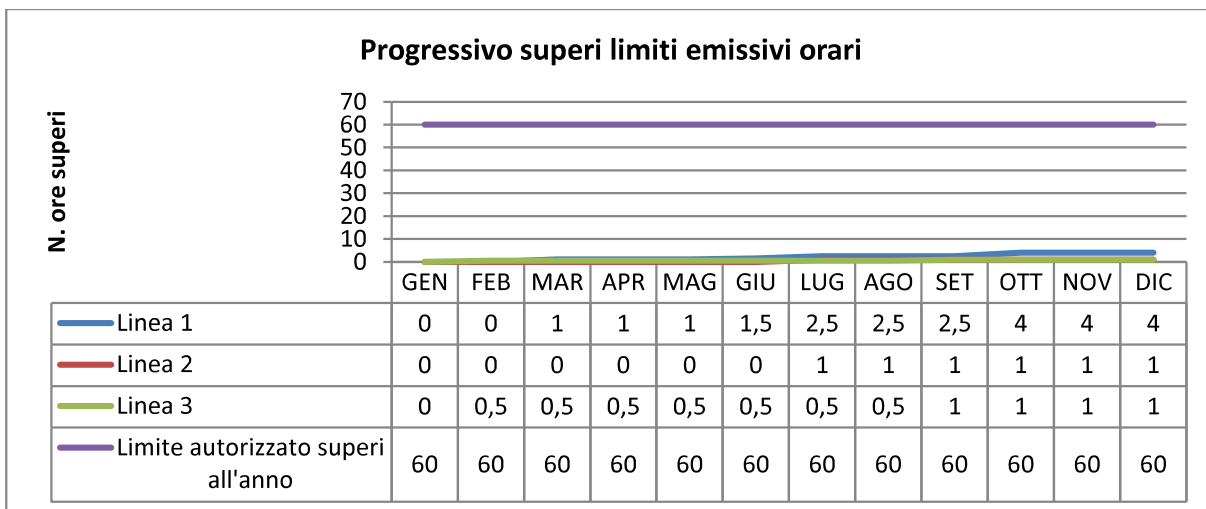 Progressivo superi limiti emissivi orari
N. ore superi
70
60
50
40
30
20
10
0
GEN FEB MAR APR MAG GIU LUG AGO SET OTT NOV DIC
Linea 1 0 0 1 1 1 1,5 2,5 2,5 2,5 4 4 4
Linea 2 0 0 0 0 0 0 1 1 1 1 1 1
Linea 3 0 0,5 0,5 0,5 0,5 0,5 0,5 0,5 1 1 1 1
Limite autorizzato superi
all'anno 60 60 60 60 60 60 60 60 60 60 60 60